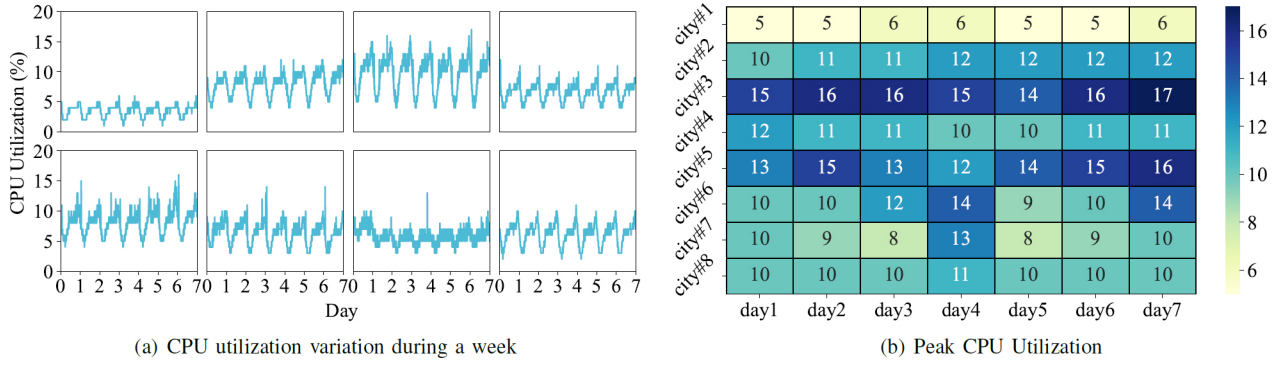 20
15
10
5
0
20
15
10
5
0
CPU Utilization (%)
0 1 2 3 4 5 6 70 1 2 3 4 5 6 70 1 2 3 4 5 6 70 1 2 3 4 5 6 7
Day
(a) CPU utilization variation during a week
city#1 5 5 6 6 5 5 6
city#2 10 11 11 12 12 12 12
city#3 15 16 16 15 14 16 17
city#4 12 11 11 10 10 11 11
city#5 13 15 13 12 14 15 16
city#6 10 10 12 14 9 10 14
city#7 10 9 8 13 8 9 10
city#8 10 10 10 11 10 10 10
day1 day2 day3 day4 day5 day6 day7
16
14
12
10
8
6
(b) Peak CPU Utilization